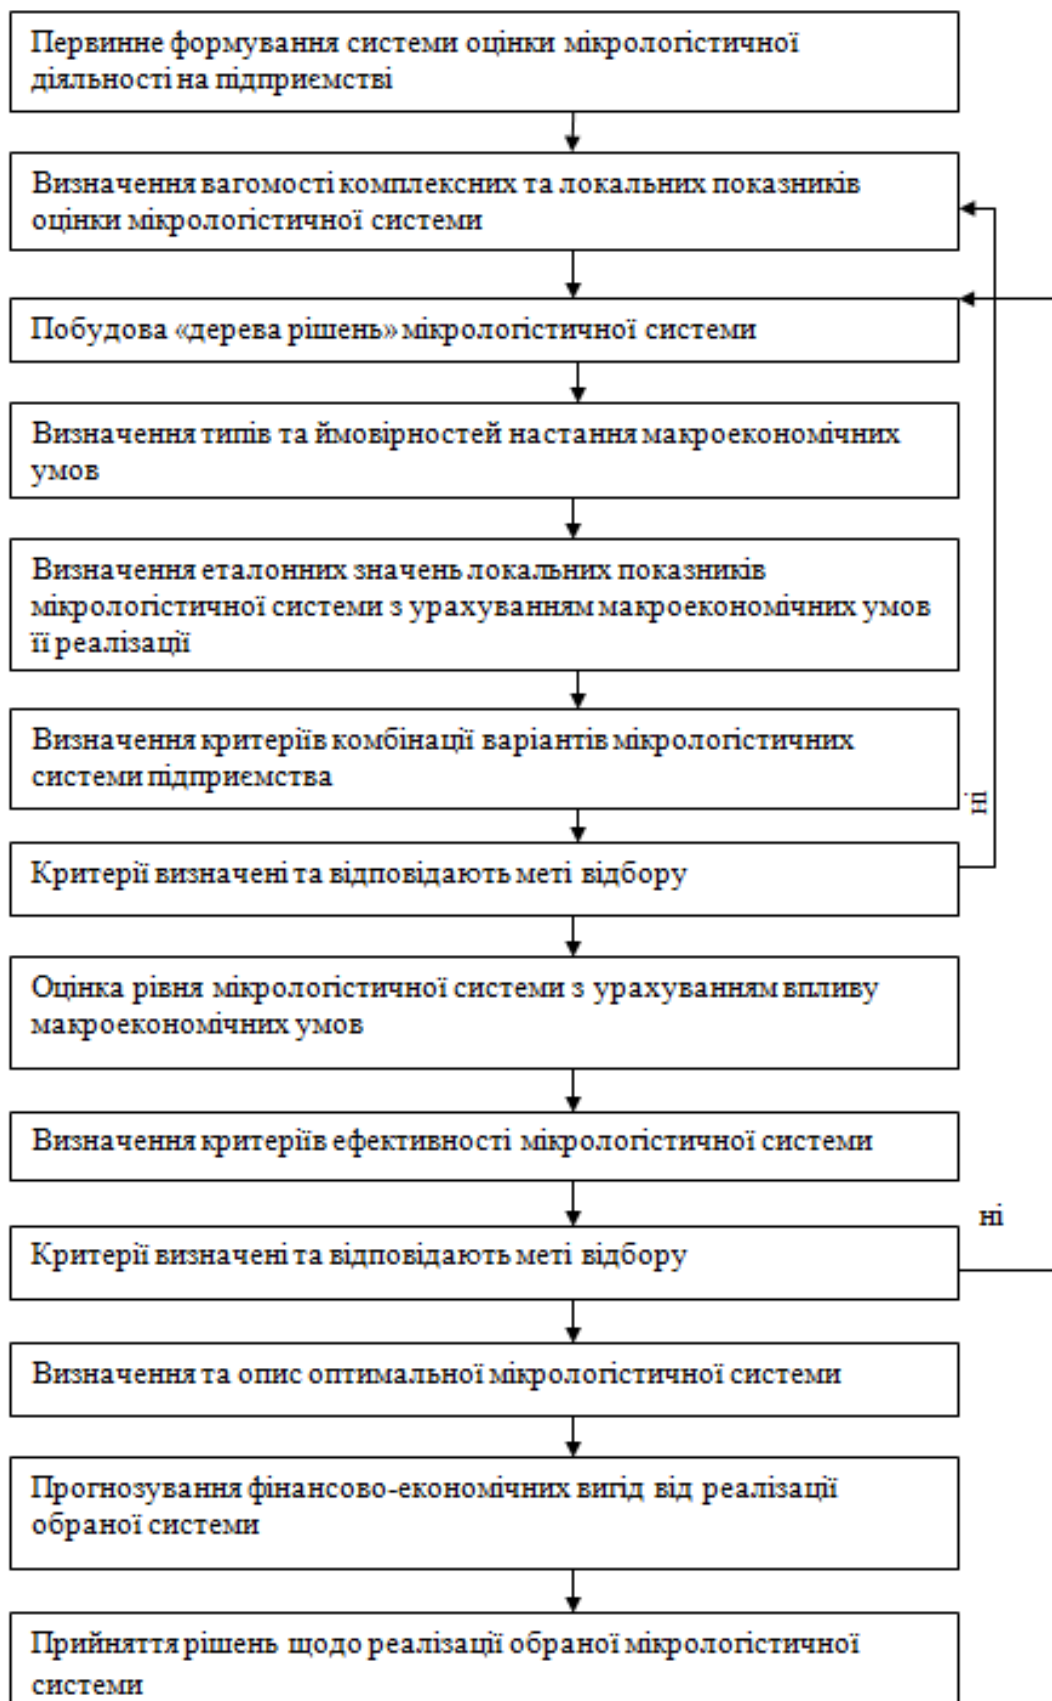 Первинне формування системи оцінки мікрологістичної
діяльності на підприємстві
Визначення вагомості комплексних та локальних показників
оцінки мікрологістичної системи
Побудова «дерева рішень» мікрологістичної системи
Визначення типів та ймовірностей настання макроекономічних
умов
Визначення еталонних значень локальних показників
мікрологістичної системи з урахуванням макроекономічних умов
її реалізації
Визначення критеріїв комбінації варіантів мікрологістичних
системи підприємства
ні
Критерії визначені та відповідають меті відбору
Оцінка рівня мікрологістичної системи з урахуванням впливу
макроекономічних умов
Визначення критеріїв ефективності мікрологістичної системи
ні
Критерії визначені та відповідають меті відбору
Визначення та опис оптимальної мікрологістичної системи
Прогнозування фінансово-економічних вигід від реалізації
обраної системи
Прийняття рішень щодо реалізації обраної мікрологістичної
системи